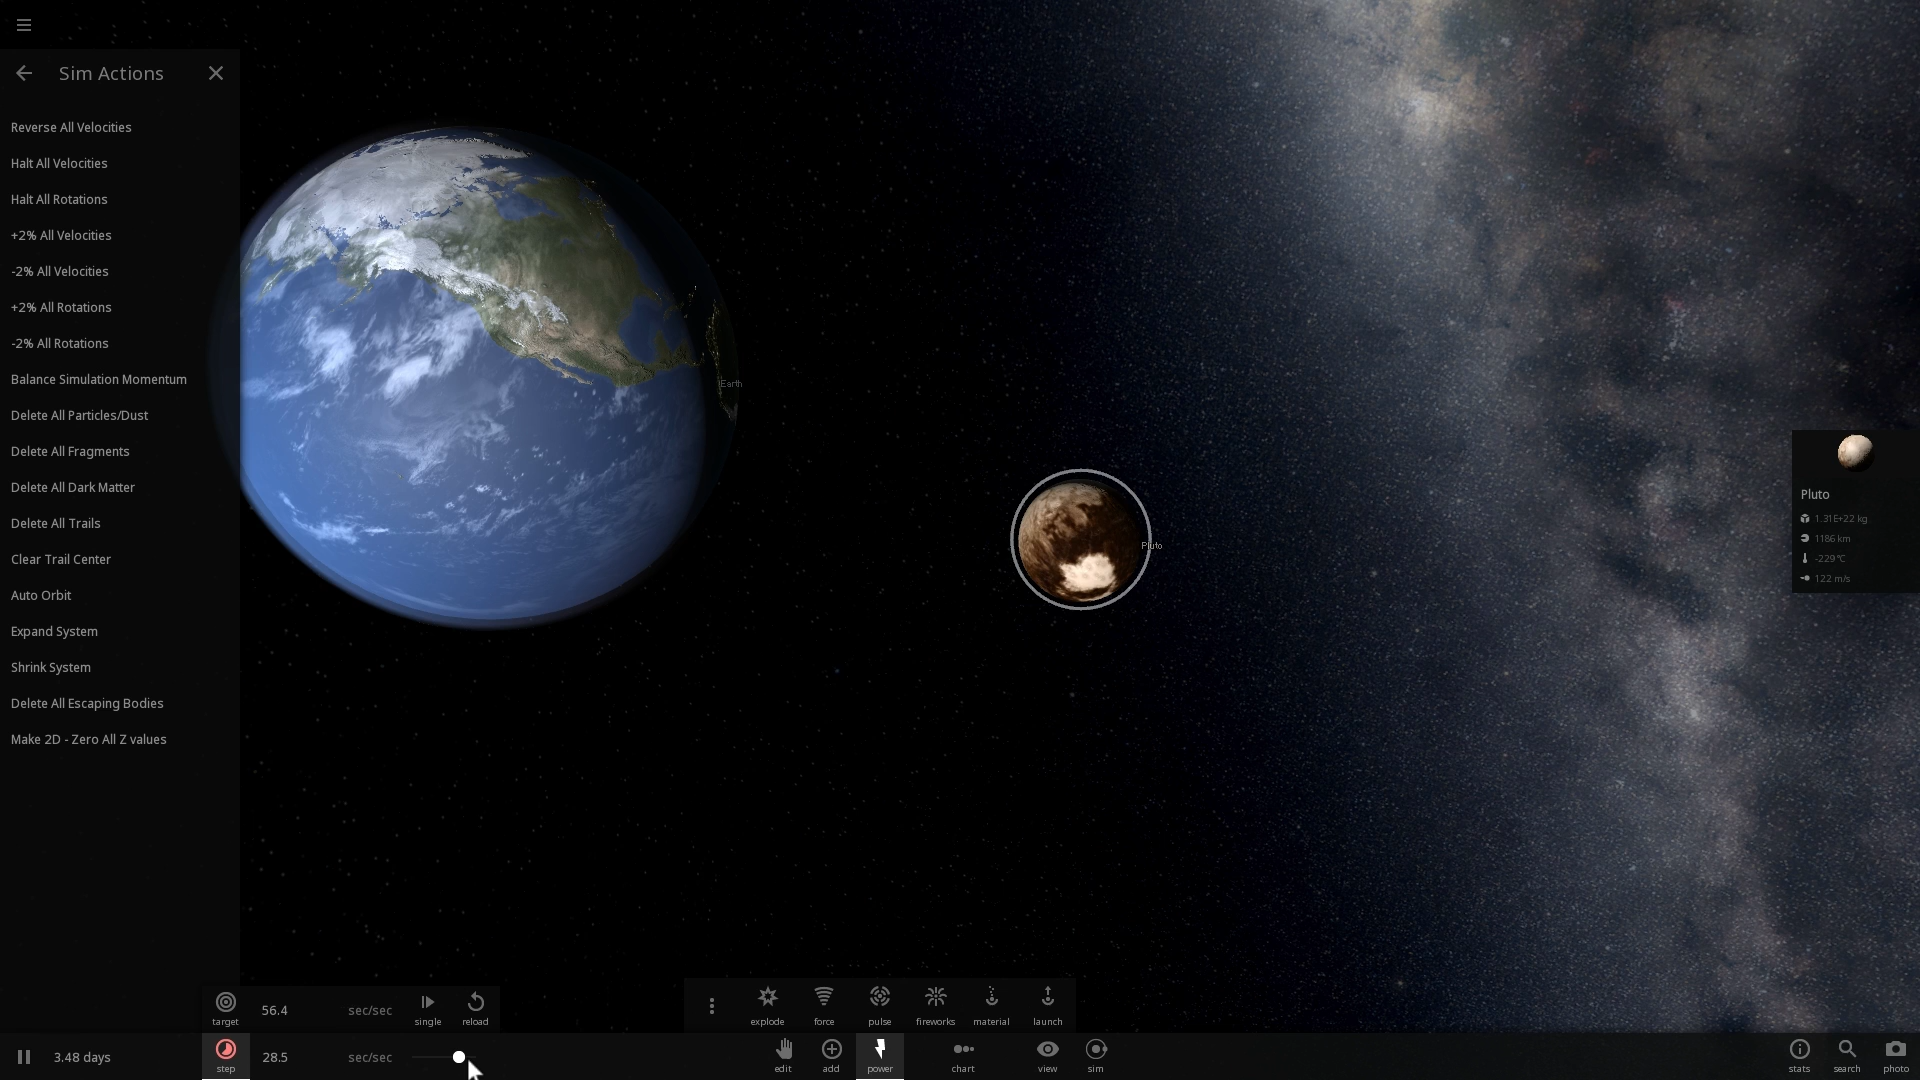 Sim Actions
Reverse All Velocities
Halt All Velocities
Halt All Rotations
+2% All Velocities
-2% All Velocities
+2% All Rotations
-2% All Rotations
Balance Simulation Momentum
Delete All Particles/Dust
Delete All Fragments
Delete All Dark Matter
Delete All Trails
Clear Trail Center
Auto Orbit
Expand System
Shrink System
Delete All Escaping Bodies
Make 2D - Zero All Z values
Earth
Pluto
Pluto
1.31E+22 kg
1186 km
-229 °C
122 m/s
target
56.4
sec/sec
single
reload
explode
force
pulse
fireworks
material
launch
3.48 days
step
28.5
sec/sec
edit
add
power
chart
view
sim
stats
search
photo